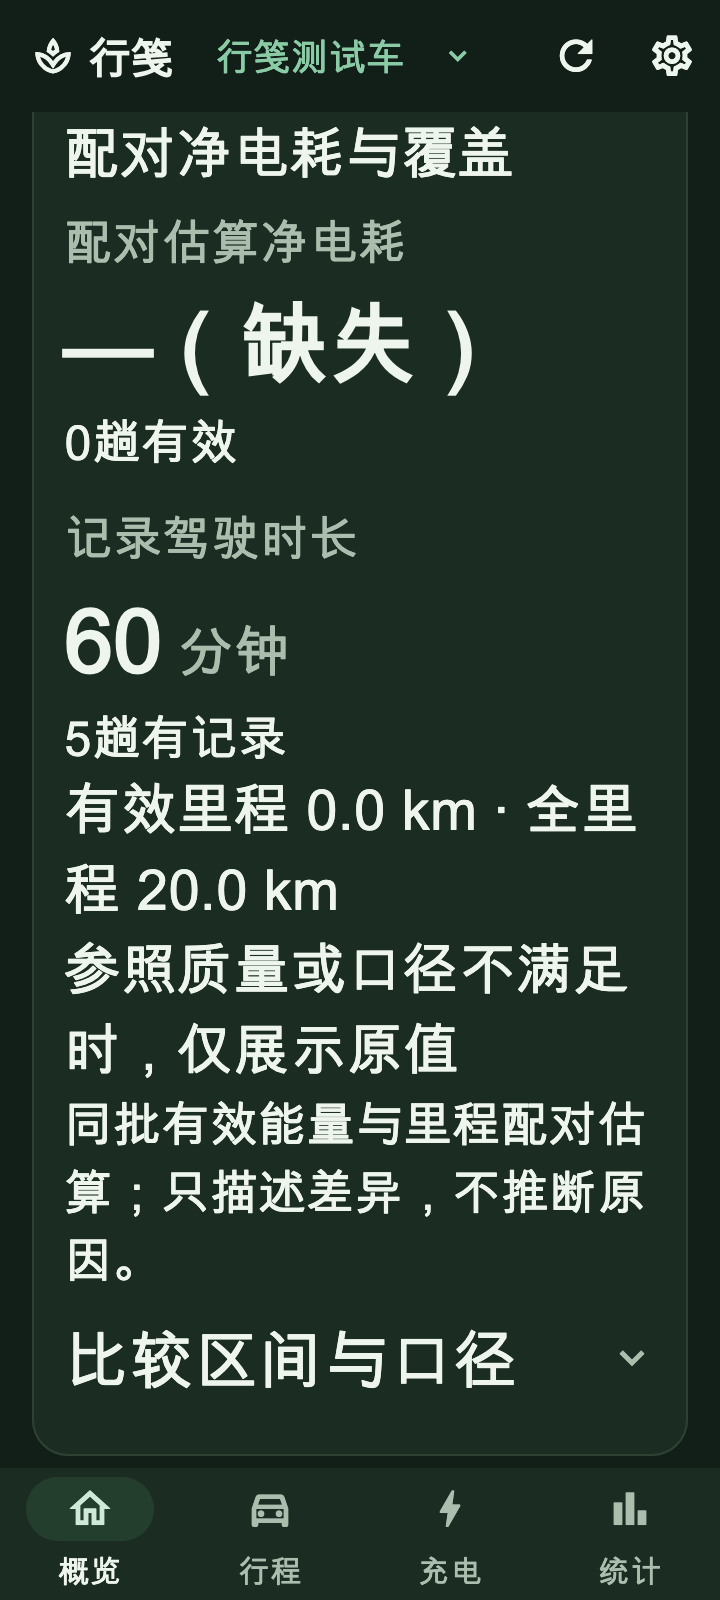 行笺
行笺测试车
配对净电耗与覆盖
配对估算净电耗
—（缺失）
0趟有效
记录驾驶时长
60 分钟
5趟有记录
有效里程 0.0 km · 全里
程 20.0 km
参照质量或口径不满足
时，仅展示原值
同批有效能量与里程配对估
算；只描述差异，不推断原
因。
比较区间与口径
概览
行程
充电
统计